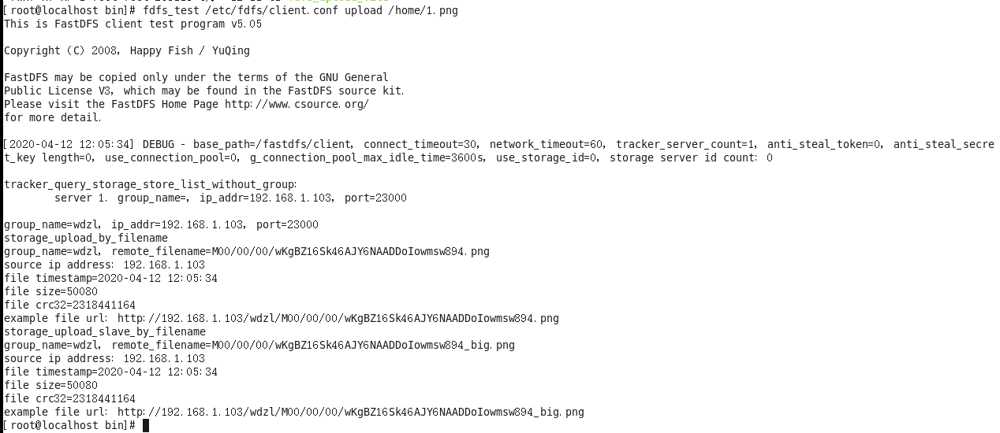 [root@localhost bin]# fdfs_test /etc/fdfs/client.conf upload /home/1.png
This is FastDFS client test program v5.05
Copyright (C) 2008, Happy Fish / YuQing
FastDFS may be copied only under the terms of the GNU General
Public License V3, which may be found in the FastDFS source kit.
Please visit the FastDFS Home Page http://www.csource.org/
for more detail.
[2020-04-12 12:05:34] DEBUG - base_path=/fastdfs/client, connect_timeout=30, network_timeout=60, tracker_server_count=1, anti_steal_token=0, anti_steal_secre
t_key length=0, use_connection_pool=0, g_connection_pool_max_idle_time=3600s, use_storage_id=0, storage server id count: 0
tracker_query_storage_store_list_without_group:
server 1. group_name=, ip_addr=192.168.1.103, port=23000
group_name=wdzl, ip_addr=192.168.1.103, port=23000
storage_upload_by_filename
group_name=wdzl, remote_filename=M00/00/00/wKgBZ16Sk46AJY6NAADDoIowmsw894.png
source ip address: 192.168.1.103
file timestamp=2020-04-12 12:05:34
file size=50080
file crc32=2318441164
example file url: http://192.168.1.103/wdzl/M00/00/00/wKgBZ16Sk46AJY6NAADDoIowmsw894.png
storage_upload_slave_by_filename
group_name=wdzl, remote_filename=M00/00/00/wKgBZ16Sk46AJY6NAADDoIowmsw894_big.png
source ip address: 192.168.1.103
file timestamp=2020-04-12 12:05:34
file size=50080
file crc32=2318441164
example file url: http://192.168.1.103/wdzl/M00/00/00/wKgBZ16Sk46AJY6NAADDoIowmsw894_big.png
[root@localhost bin]#